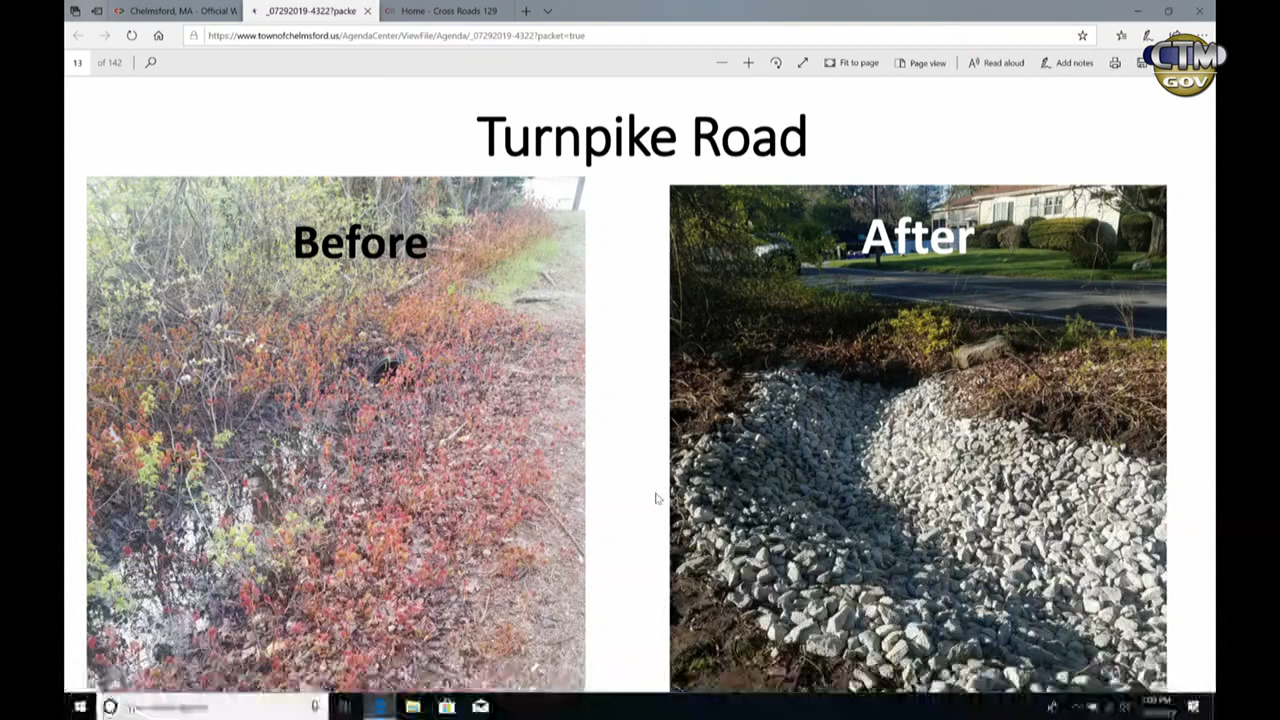 Chelmsford, MA - Official W
_07292019-4322?packe
Home - Cross Roads 129
https://www.townofchelmsford.us/AgendaCenter/ViewFile/Agenda/_07292019-4322?packet=true
13 of 142
Fit to page
Page view
Read aloud
Add notes
CTM
GOV
Turnpike Road
Before
After